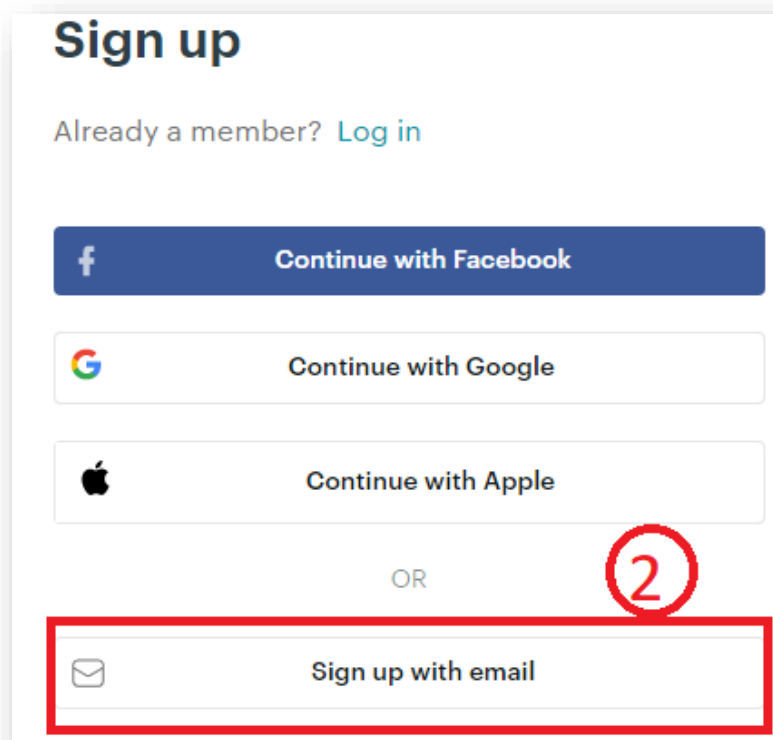 Sign up
Already a member? Log in
Continue with Facebook
Continue with Google
Continue with Apple
OR
2
Sign up with email